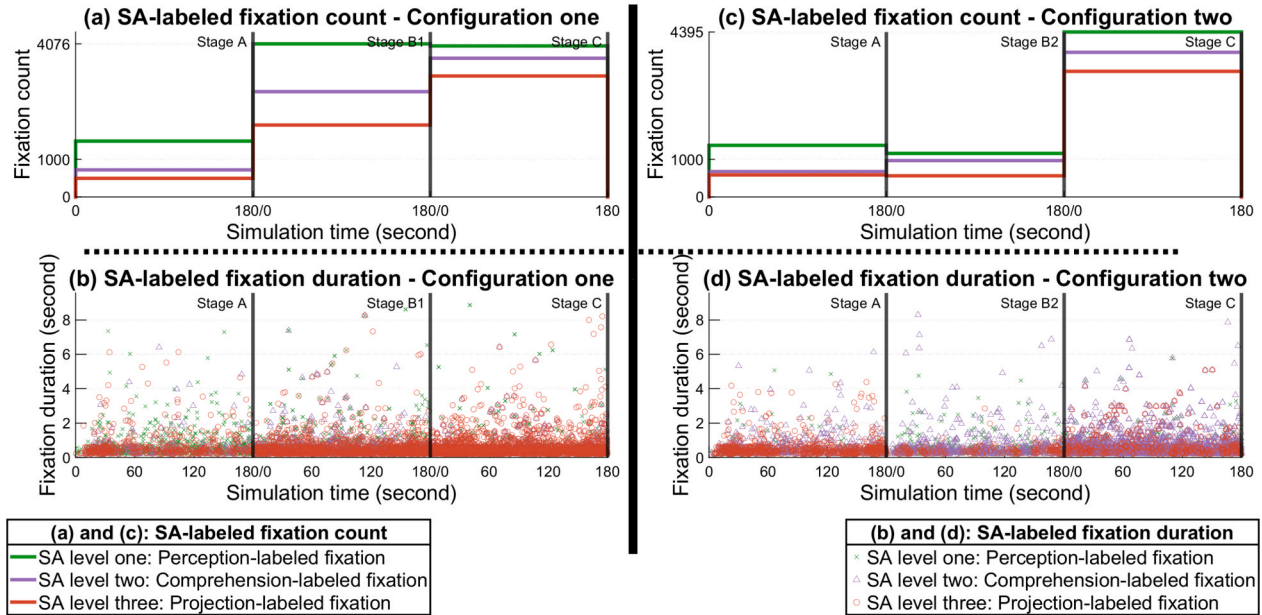 (a) SA-labeled fixation count - Configuration one
Fixation count
4076
1000
0
Stage A
Stage B1
Stage C
0
180/0
180/0
180
Simulation time (second)
(c) SA-labeled fixation count - Configuration two
Fixation count
4395
1000
0
Stage A
Stage B2
Stage C
0
180/0
180/0
180
Simulation time (second)
(b) SA-labeled fixation duration - Configuration one
Fixation duration (second)
8
6
4
2
0
Stage A
Stage B1
Stage C
0
60
120
180/0
60
120
180/0
60
120
180
Simulation time (second)
(d) SA-labeled fixation duration - Configuration two
Fixation duration (second)
8
6
4
2
0
Stage A
Stage B2
Stage C
0
60
120
180/0
60
120
180/0
60
120
180
Simulation time (second)
(a) and (c): SA-labeled fixation count
SA level one: Perception-labeled fixation
SA level two: Comprehension-labeled fixation
SA level three: Projection-labeled fixation
(b) and (d): SA-labeled fixation duration
SA level one: Perception-labeled fixation
SA level two: Comprehension-labeled fixation
SA level three: Projection-labeled fixation